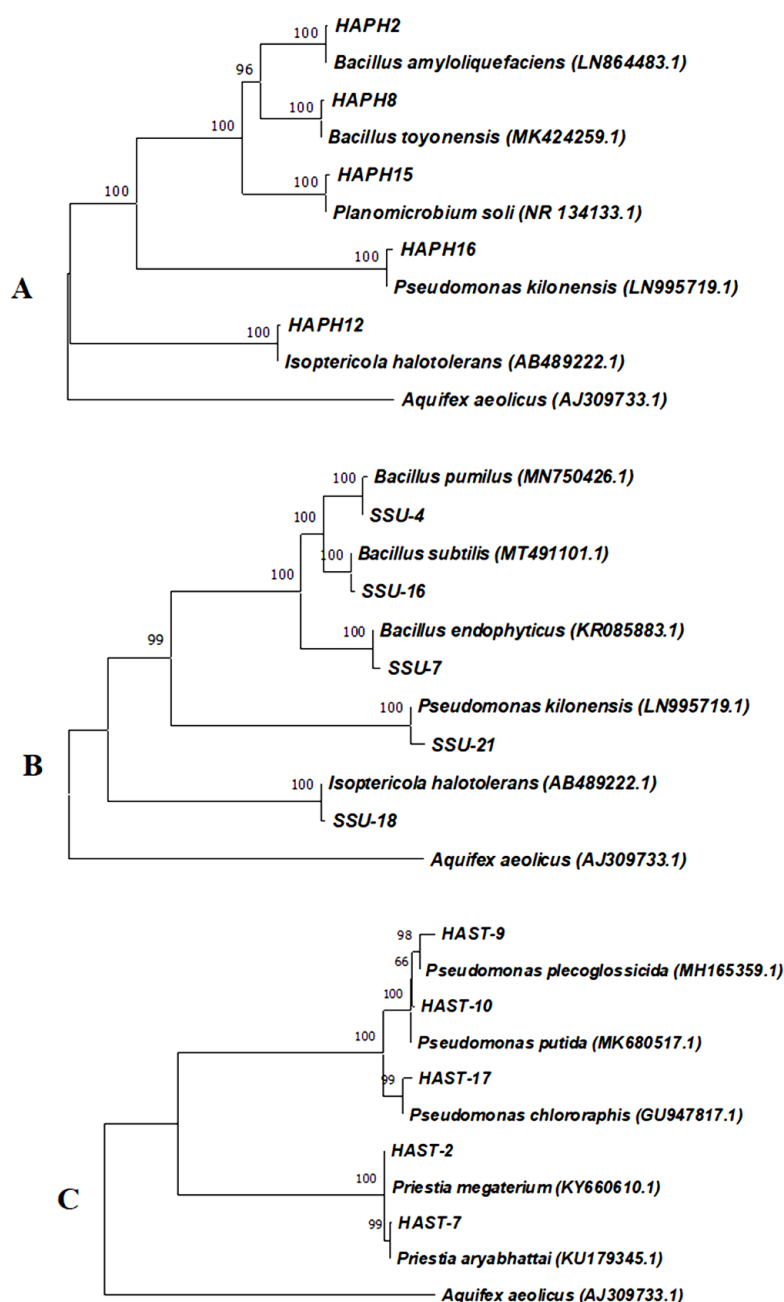 HAPH2
100
Bacillus amyloliquefaciens (LN864483.1)
96
HAPH8
100
Bacillus toyonensis (MK424259.1)
100
HAPH15
100
Planomicrobium soli (NR 134133.1)
100
HAPH16
100
Pseudomonas kilonensis (LN995719.1)
A
HAPH12
100
Isoptericola halotolerans (AB489222.1)
Aquifex aeolicus (AJ309733.1)
100
Bacillus pumilus (MN750426.1)
SSU-4
100
100
Bacillus subtilis (MT491101.1)
SSU-16
100
100
Bacillus endophyticus (KR085883.1)
SSU-7
99
100
Pseudomonas kilonensis (LN995719.1)
SSU-21
B
100
Isoptericola halotolerans (AB489222.1)
SSU-18
Aquifex aeolicus (AJ309733.1)
98
HAST-9
66
Pseudomonas plecoglossicida (MH165359.1)
100
HAST-10
100
Pseudomonas putida (MK680517.1)
99
HAST-17
Pseudomonas chlororaphis (GU947817.1)
HAST-2
100
Priestia megaterium (KY660610.1)
C
99
HAST-7
Priestia aryabhattai (KU179345.1)
Aquifex aeolicus (AJ309733.1)